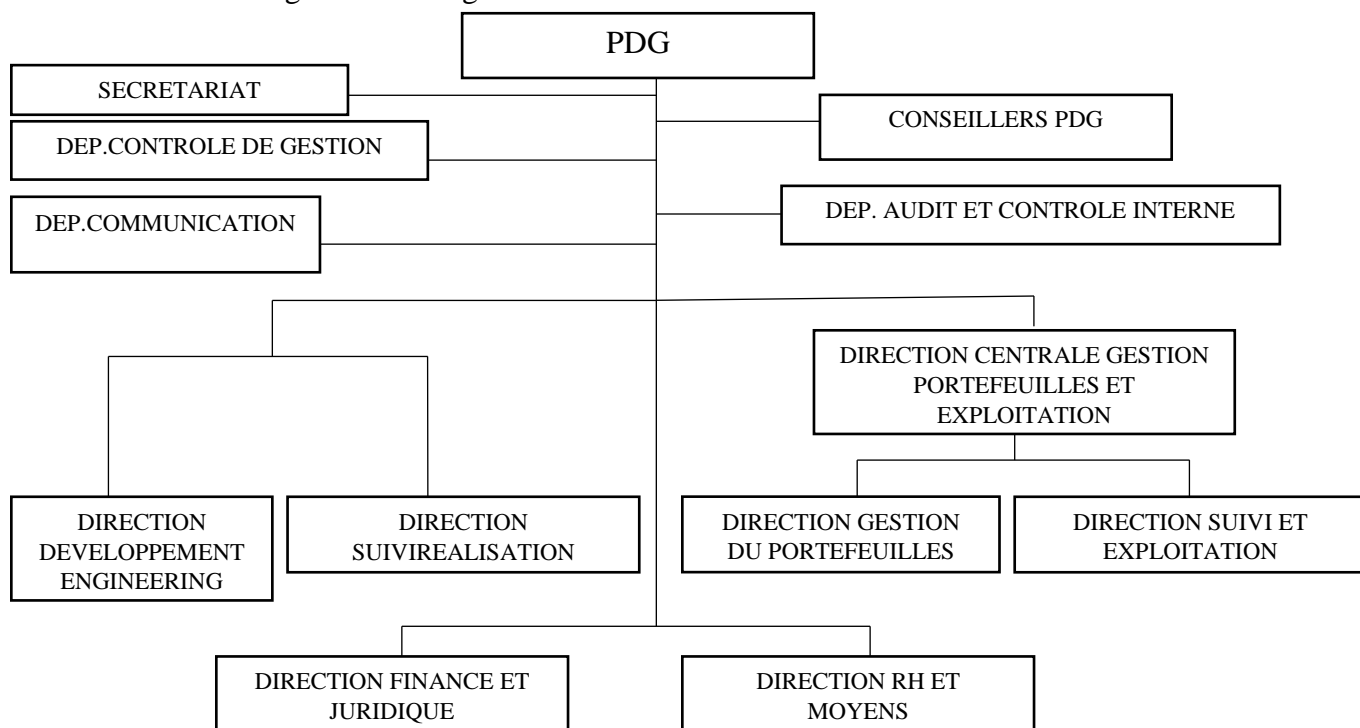 PDG
SECRETARIAT
CONSEILLERS PDG
DEP.CONTROLE DE GESTION
DEP.COMMUNICATION
DEP. AUDIT ET CONTROLE INTERNE
DIRECTION CENTRALE GESTION
PORTEFEUILLES ET
EXPLOITATION
DIRECTION
DEVELOPPEMENT
ENGINEERING
DIRECTION
SUIVIREALISATION
DIRECTION GESTION
DU PORTEFEUILLES
DIRECTION SUIVI ET
EXPLOITATION
DIRECTION FINANCE ET
JURIDIQUE
DIRECTION RH ET
MOYENS